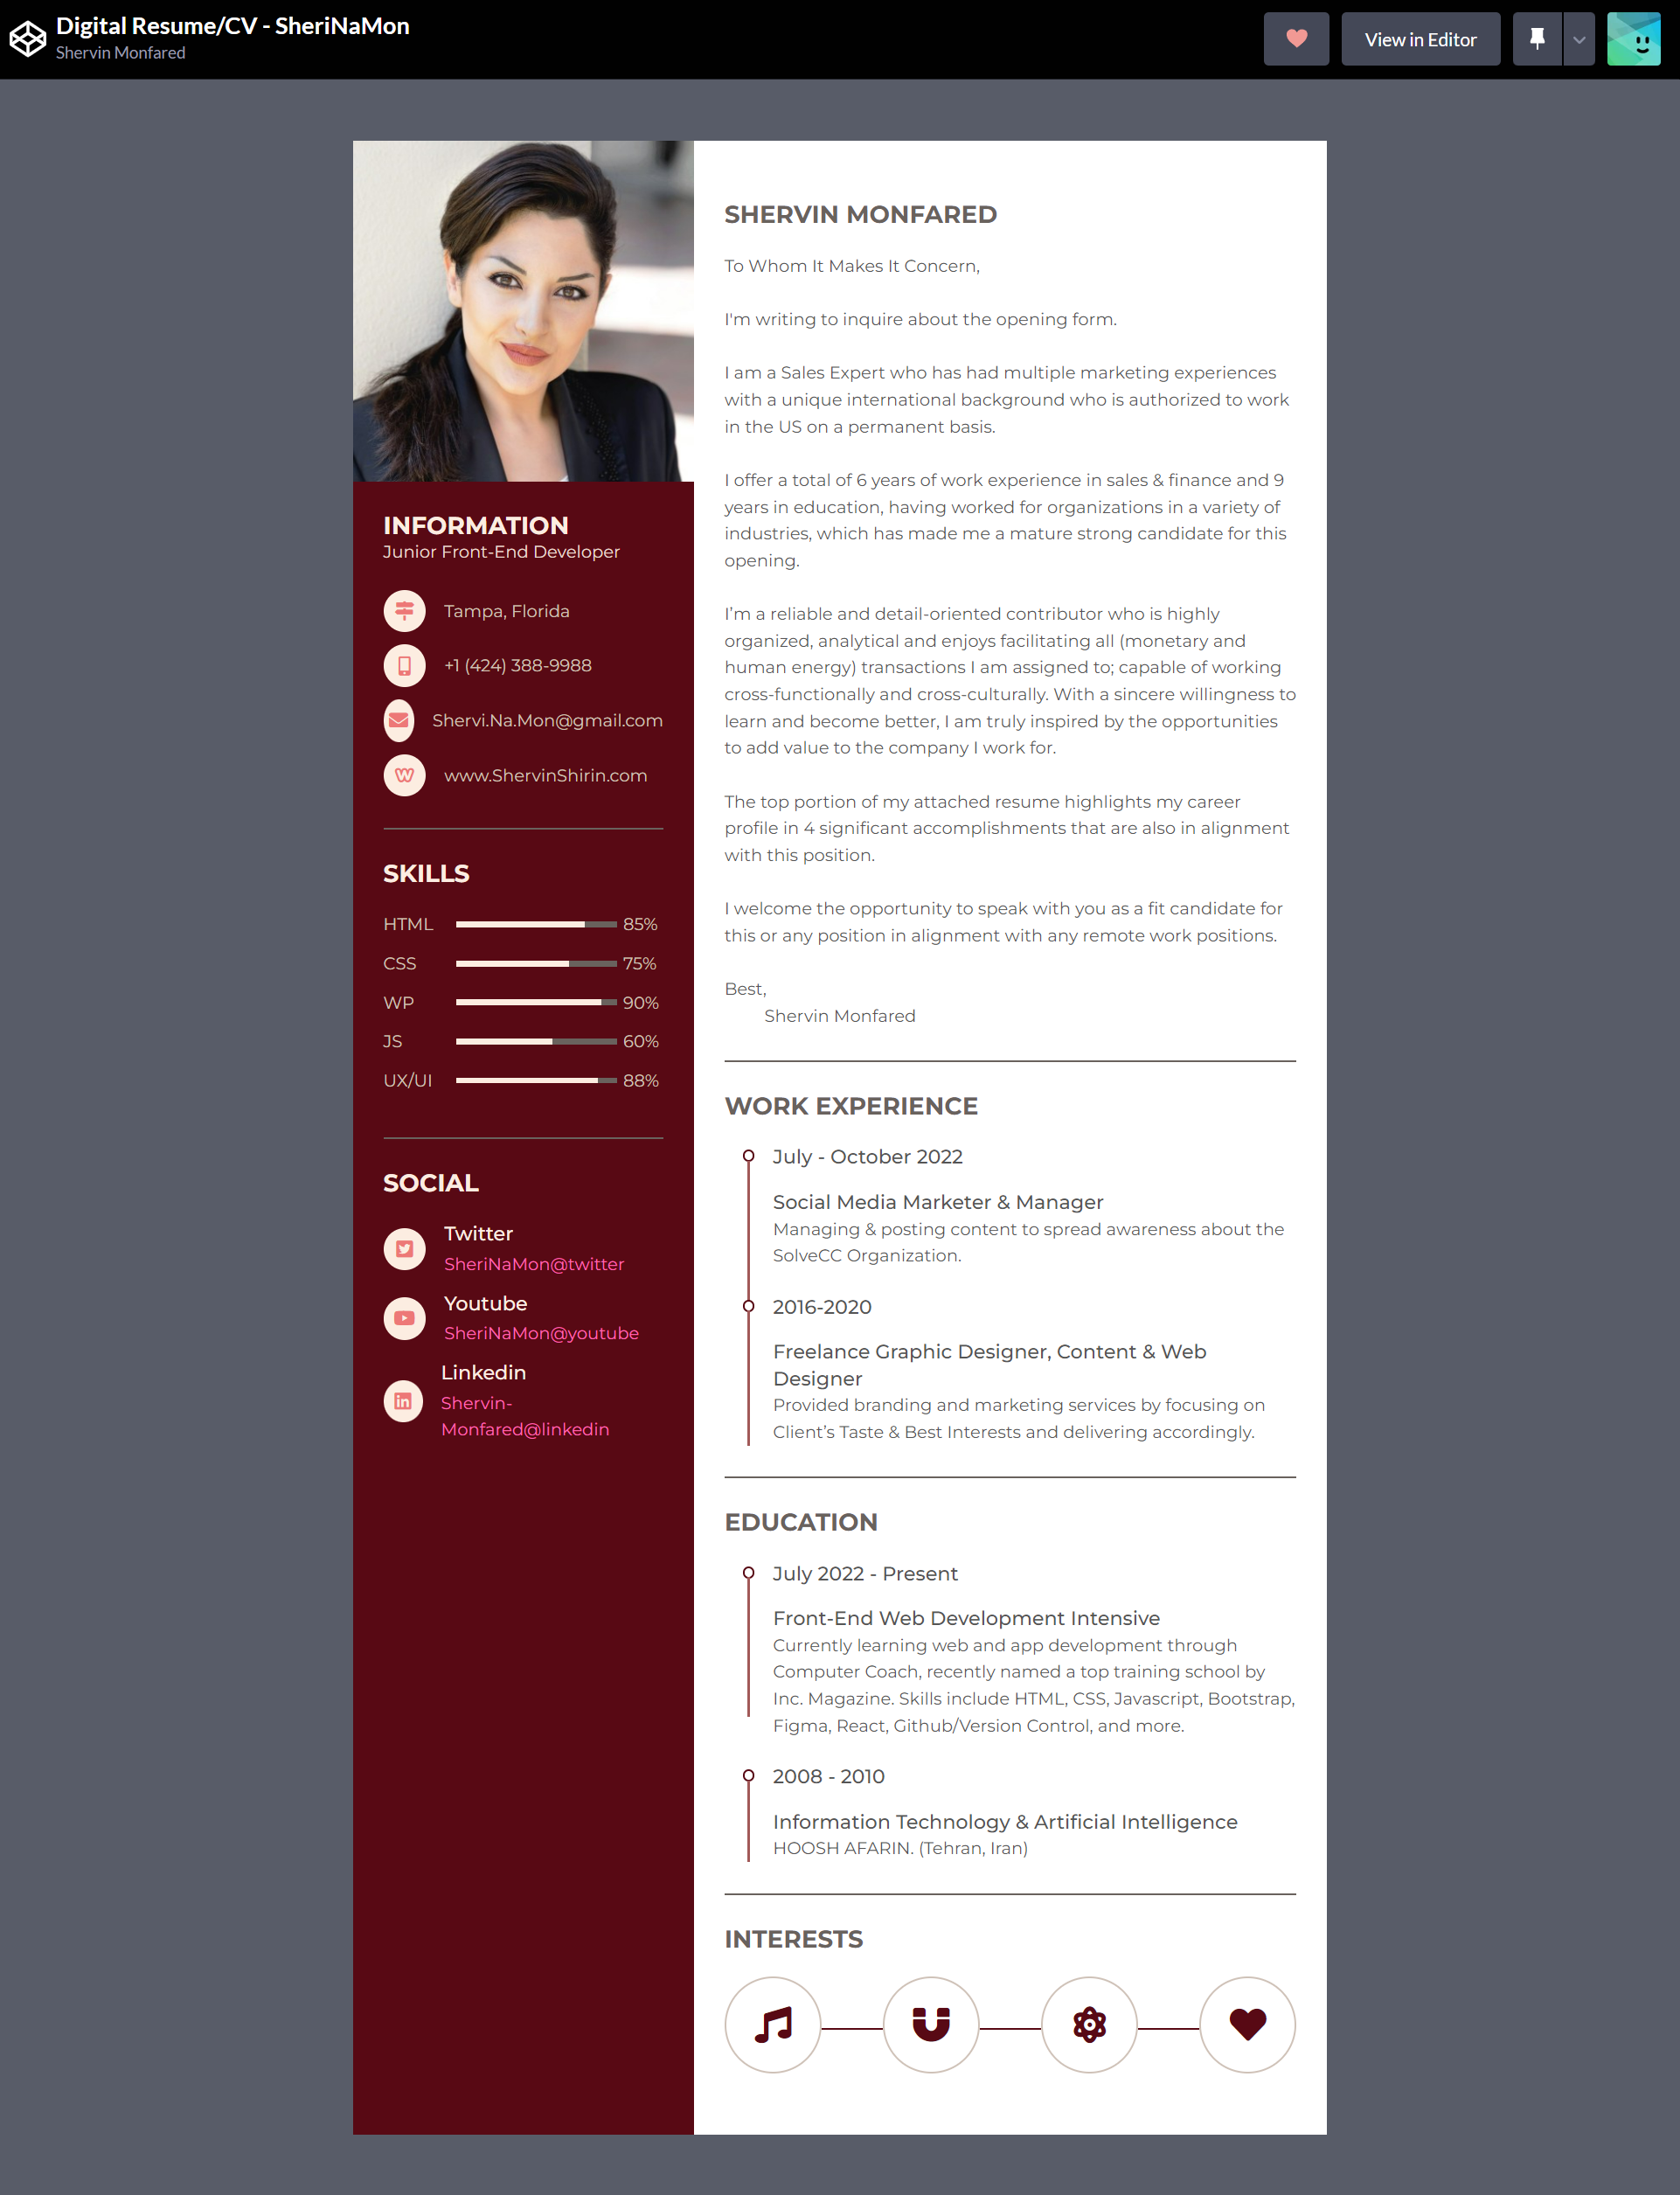 Digital Resume/CV - SheriNaMon
Shervin Monfared
View in Editor
INFORMATION
Junior Front-End Developer
Tampa, Florida
+1 (424) 388-9988
Shervi.Na.Mon@gmail.com
www.ShervinShirin.com
SKILLS
HTML 85%
CSS 75%
WP 90%
JS 60%
UX/UI 88%
SOCIAL
Twitter
SheriNaMon@twitter
Youtube
SheriNaMon@youtube
Linkedin
Shervin-
Monfared@linkedin
SHERVIN MONFARED
To Whom It Makes It Concern,
I'm writing to inquire about the opening form.
I am a Sales Expert who has had multiple marketing experiences
with a unique international background who is authorized to work
in the US on a permanent basis.
I offer a total of 6 years of work experience in sales & finance and 9
years in education, having worked for organizations in a variety of
industries, which has made me a mature strong candidate for this
opening.
I’m a reliable and detail-oriented contributor who is highly
organized, analytical and enjoys facilitating all (monetary and
human energy) transactions I am assigned to; capable of working
cross-functionally and cross-culturally. With a sincere willingness to
learn and become better, I am truly inspired by the opportunities
to add value to the company I work for.
The top portion of my attached resume highlights my career
profile in 4 significant accomplishments that are also in alignment
with this position.
I welcome the opportunity to speak with you as a fit candidate for
this or any position in alignment with any remote work positions.
Best,
Shervin Monfared
WORK EXPERIENCE
July - October 2022
Social Media Marketer & Manager
Managing & posting content to spread awareness about the
SolveCC Organization.
2016-2020
Freelance Graphic Designer, Content & Web
Designer
Provided branding and marketing services by focusing on
Client’s Taste & Best Interests and delivering accordingly.
EDUCATION
July 2022 - Present
Front-End Web Development Intensive
Currently learning web and app development through
Computer Coach, recently named a top training school by
Inc. Magazine. Skills include HTML, CSS, Javascript, Bootstrap,
Figma, React, Github/Version Control, and more.
2008 - 2010
Information Technology & Artificial Intelligence
HOOSH AFARIN. (Tehran, Iran)
INTERESTS